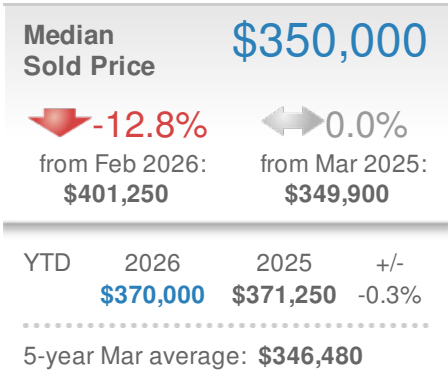 Median
Sold Price
$350,000
-12.8%
0.0%
from Feb 2026:
from Mar 2025:
$401,250
$349,900
YTD 2026 2025 +/-
$370,000 $371,250 -0.3%
5-year Mar average: $346,480